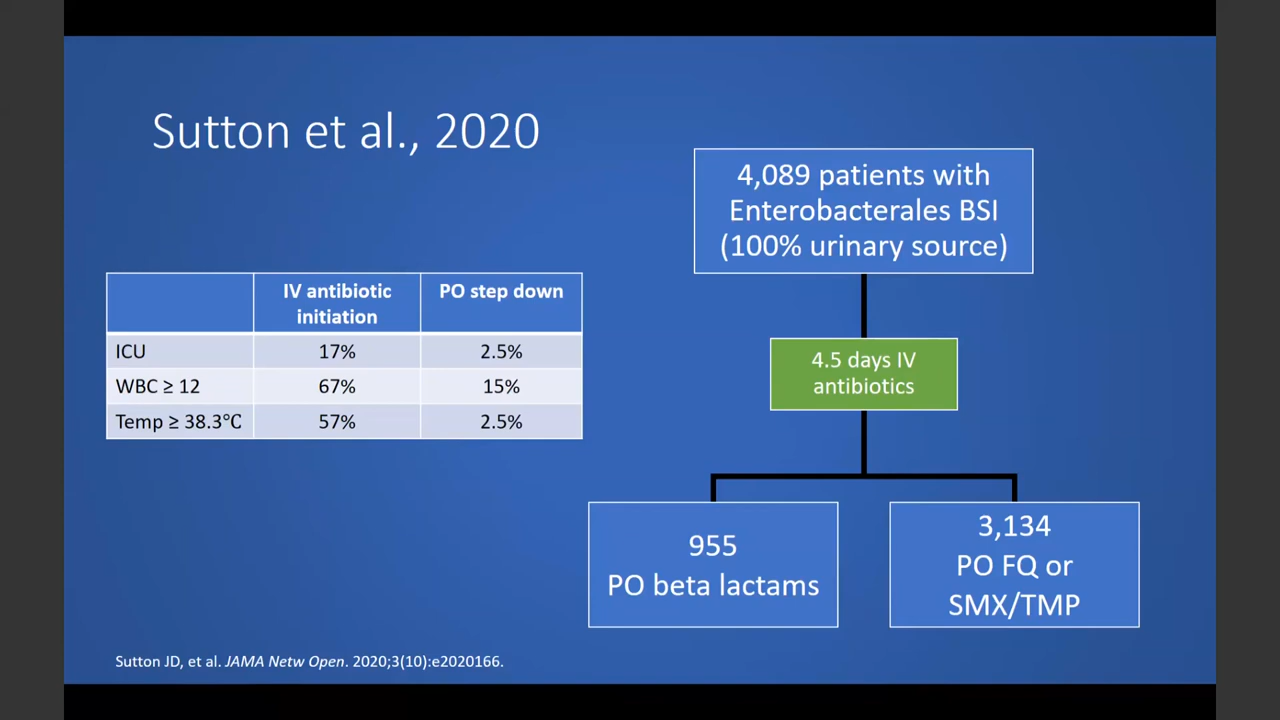 Sutton et al., 2020
4,089 patients with
Enterobacterales BSI
(100% urinary source)
IV antibiotic
initiation
PO step down
ICU 17% 2.5%
WBC ≥ 12 67% 15%
Temp ≥ 38.3℃ 57% 2.5%
4.5 days IV
antibiotics
955
PO beta lactams
3,134
PO FQ or
SMX/TMP
Sutton JD, et al. JAMA Netw Open. 2020;3(10):e2020166.